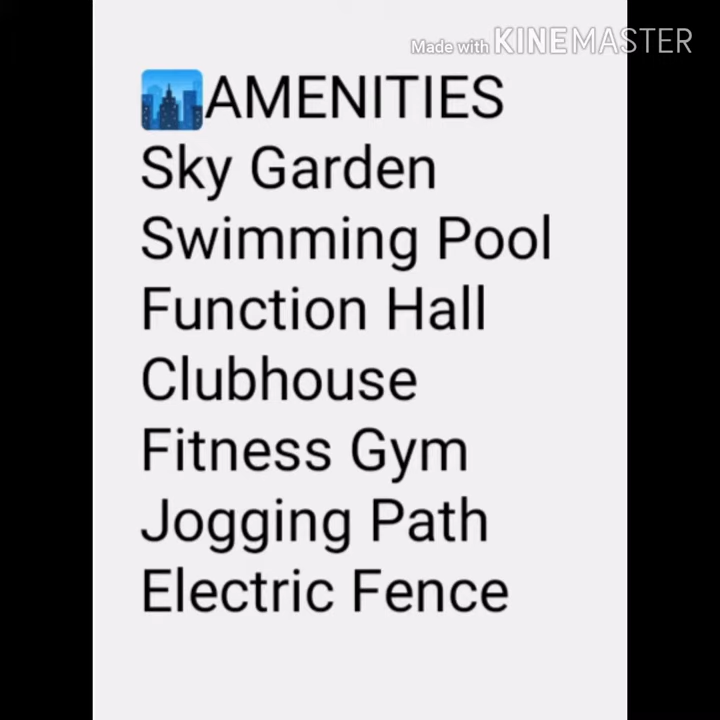 Made with KINEMASTER
🏙AMENITIES
Sky Garden
Swimming Pool
Function Hall
Clubhouse
Fitness Gym
Jogging Path
Electric Fence